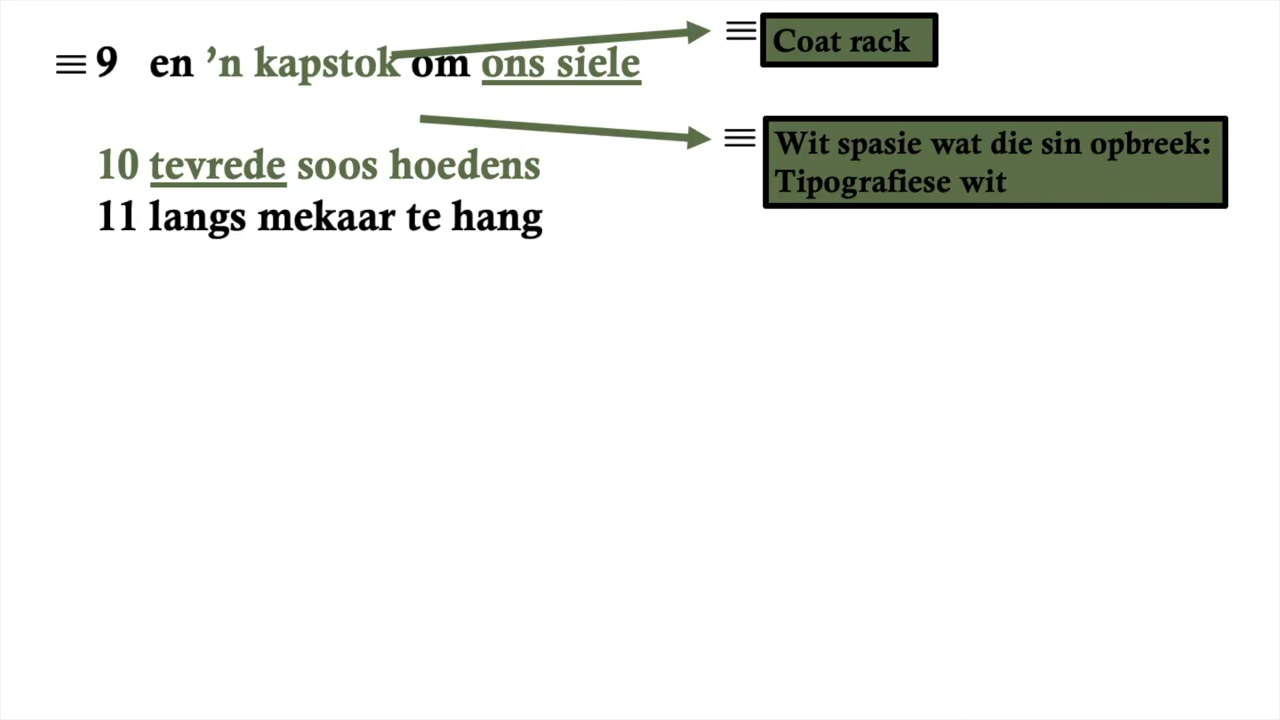 9 en ’n kapstok om ons siele
Coat rack
Wit spasie wat die sin opbreek:
Tipografiese wit
10 tevrede soos hoedens
11 langs mekaar te hang